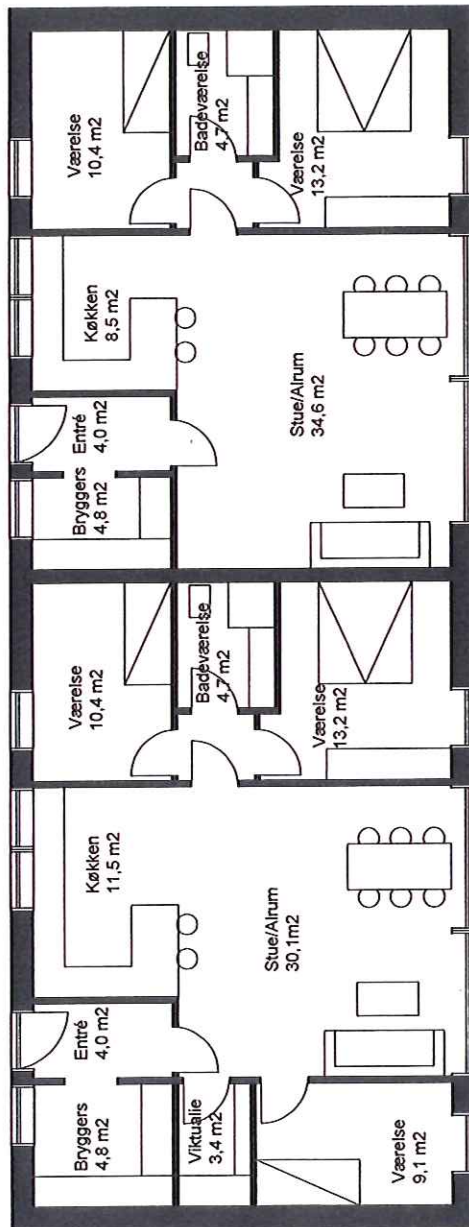 Bryggers
4,8 m2
Entré
4,0 m2
Køkken
11,5 m2
Værelse
10,4 m2
Viktualie
3,4 m2
Badeværelse
4,7 m2
Værelse
9,1 m2
Stue/Alrum
30,1m2
Værelse
13,2 m2
Bryggers
4,8 m2
Entré
4,0 m2
Køkken
8,5 m2
Værelse
10,4 m2
Badeværelse
4,7 m2
Stue/Alrum
34,6 m2
Værelse
13,2 m2